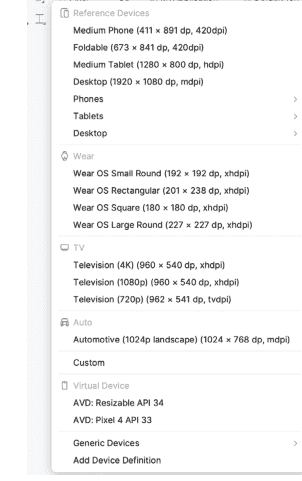 Reference Devices
Medium Phone (411 × 891 dp, 420dpi)
Foldable (673 × 841 dp, 420dpi)
Medium Tablet (1280 × 800 dp, hdpi)
Desktop (1920 × 1080 dp, mdpi)
Phones
Tablets
Desktop
Wear
Wear OS Small Round (192 × 192 dp, xhdpi)
Wear OS Rectangular (201 × 238 dp, xhdpi)
Wear OS Square (180 × 180 dp, xhdpi)
Wear OS Large Round (227 × 227 dp, xhdpi)
TV
Television (4K) (960 × 540 dp, xhdpi)
Television (1080p) (960 × 540 dp, xhdpi)
Television (720p) (962 × 541 dp, tvdpi)
Auto
Automotive (1024p landscape) (1024 × 768 dp, mdpi)
Custom
Virtual Device
AVD: Resizable API 34
AVD: Pixel 4 API 33
Generic Devices
Add Device Definition